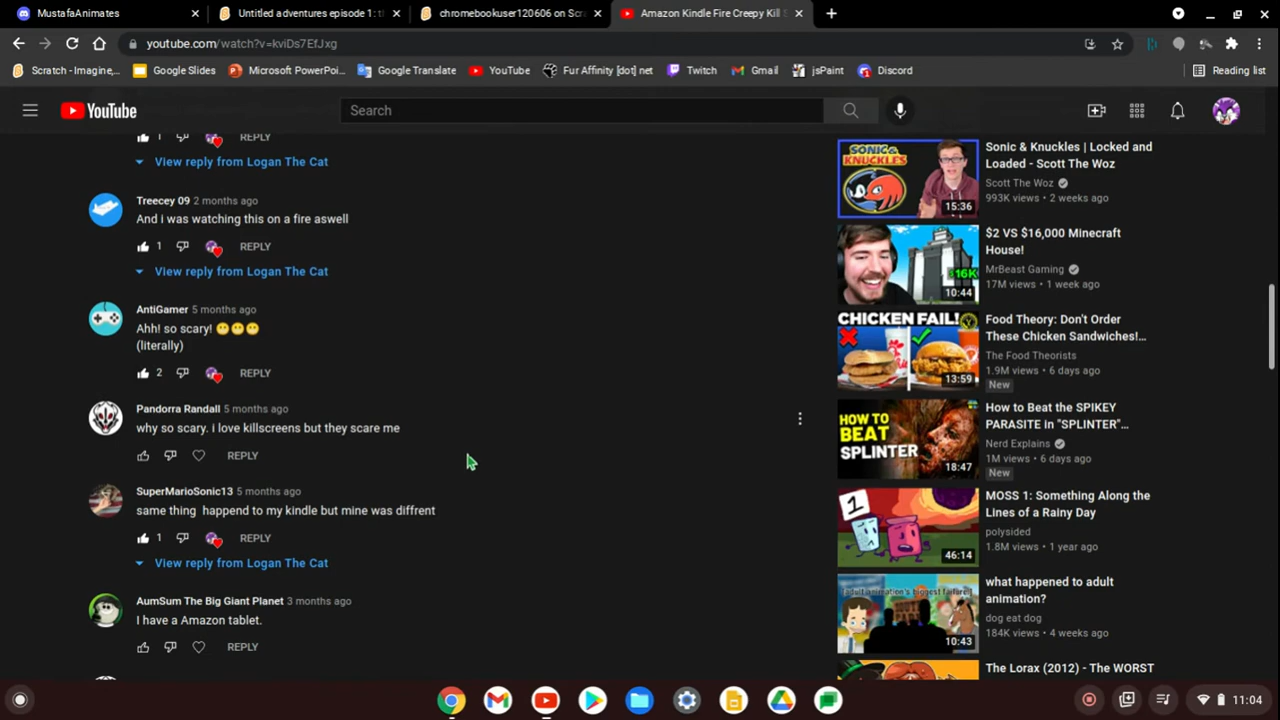 MustafaAnimates
Untitled adventures episode 1: t
chromebookuser120606 on Scr
Amazon Kindle Fire Creepy Kill S
youtube.com/watch?v=kviDs7EfJxg
Scratch - Imagine,...
Google Slides
Microsoft PowerPoi...
Google Translate
YouTube
Fur Affinity [dot] net
Twitch
Gmail
jsPaint
Discord
Reading list
YouTube
Search
1 REPLY
View reply from Logan The Cat
Treecey 09 2 months ago
And i was watching this on a fire aswell
1 REPLY
View reply from Logan The Cat
AntiGamer 5 months ago
Ahh! so scary! 😬😬😬
(literally)
2 REPLY
Pandorra Randall 5 months ago
why so scary. i love killscreens but they scare me
REPLY
SuperMarioSonic13 5 months ago
same thing happend to my kindle but mine was diffrent
1 REPLY
View reply from Logan The Cat
AumSum The Big Giant Planet 3 months ago
I have a Amazon tablet.
REPLY
SONIC &
KNUCKLES
15:36
Sonic & Knuckles | Locked and
Loaded - Scott The Woz
Scott The Woz
993K views • 2 weeks ago
16K
10:44
$2 VS $16,000 Minecraft
House!
MrBeast Gaming
17M views • 1 week ago
CHICKEN FAIL!
13:59
Food Theory: Don't Order
These Chicken Sandwiches!...
The Food Theorists
1.9M views • 6 days ago
New
HOW TO
BEAT
SPLINTER
18:47
How to Beat the SPIKEY
PARASITE in "SPLINTER"...
Nerd Explains
1M views • 6 days ago
New
1
46:14
MOSS 1: Something Along the
Lines of a Rainy Day
polysided
1.8M views • 1 year ago
[adult animation's biggest failure]
10:43
what happened to adult
animation?
dog eat dog
184K views • 4 weeks ago
The Lorax (2012) - The WORST
11:04